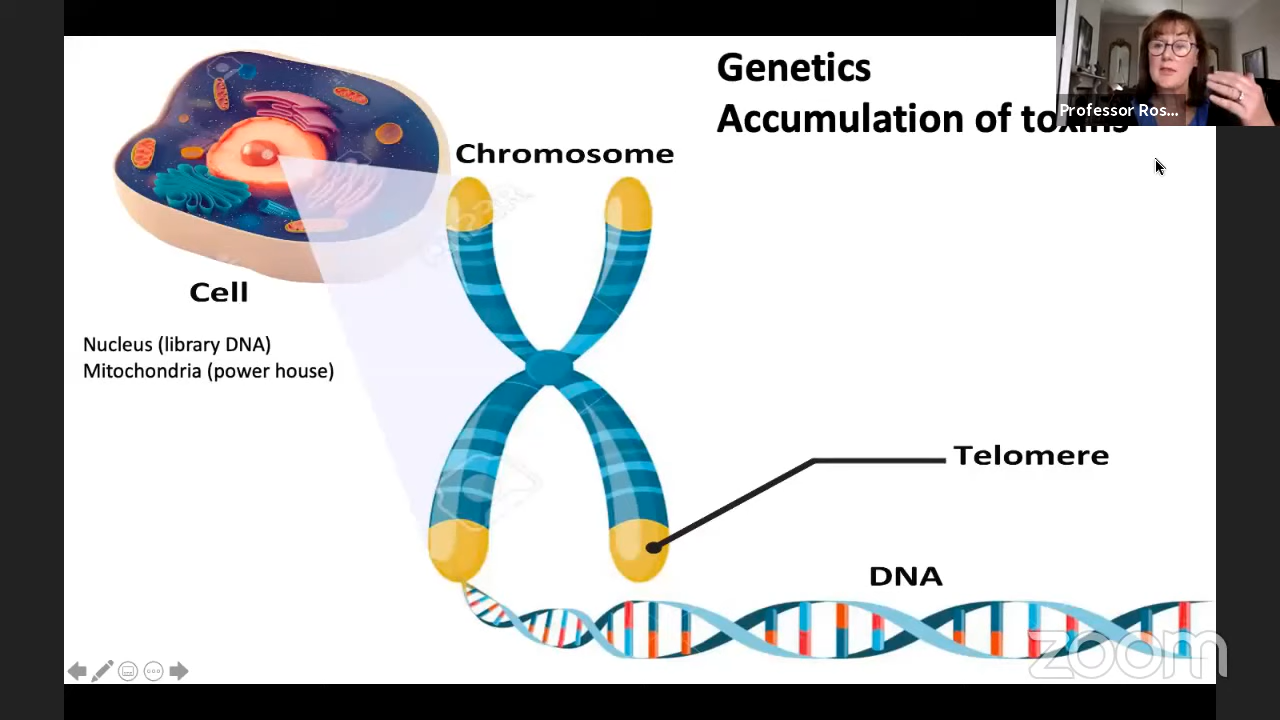 Genetics
Accumulation of toxins
Professor Ros...
Chromosome
Cell
Nucleus (library DNA)
Mitochondria (power house)
Telomere
DNA
zoom